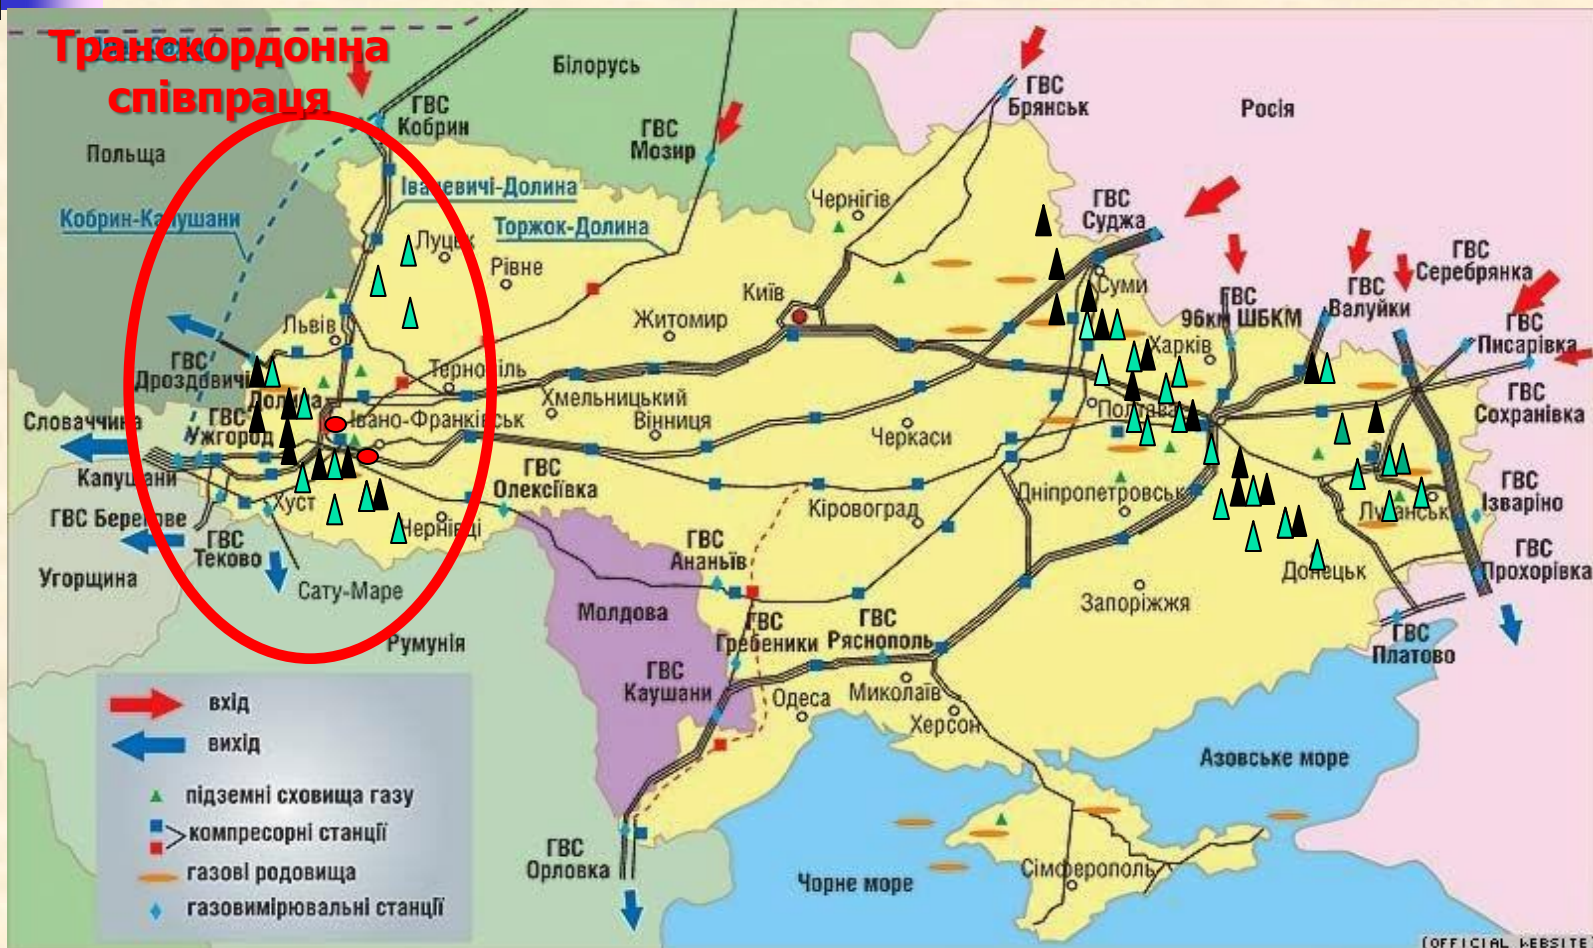 Транскордонна
співпраця
Білорусь
ГВС
Кобрин
ГВС
Мозир
ГВС
Брянськ
Росія
Польща
Іваневичі-Долина
Кобрин-Капушани
Торжок-Долина
Чернігів
ГВС
Суджа
Луцьк
Рівне
Київ
Суми
ГВС
Серебрянка
ГВС
Валуйки
ГВС
96км ШБКМ
ГВС
Писарівка
Львів
Житомир
Харків
ГВС
Дроздовичі
Тернопіль
Долина
Хмельницький
Вінниця
Полтава
ГВС
Сохранівка
Словаччина
ГВС
Ужгород
Івано-Франківськ
Черкаси
Капушани
ГВС
Олексіївка
Хуст
Кіровоград
Дніпропетровськ
Луганськ
ГВС
Ізваріно
ГВС Берегове
Чернівці
ГВС
Теково
ГВС
Ананьїв
ГВС
Прохорівка
Угорщина
Сату-Маре
Молдова
Донецьк
Запоріжжя
Румунія
ГВС
Гребеники
ГВС
Ряснополь
ГВС
Платово
ГВС
Каушани
Одеса
Миколаїв
Херсон
вхід
вихід
підземні сховища газу
компресорні станції
газові родовища
газовимірювальні станції
Азовське море
ГВС
Орловка
Чорне море
Сімферополь
[OFFICIAL WEBSITE]